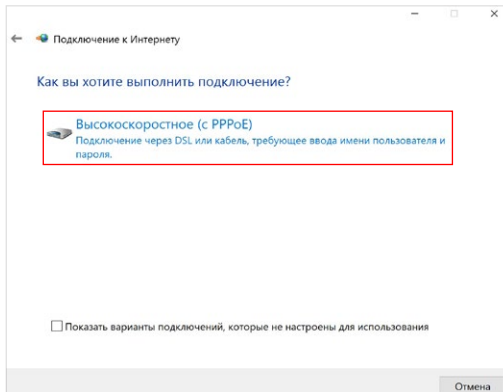 Подключение к Интернету
Как вы хотите выполнить подключение?
Высокоскоростное (с PPPoE)
Подключение через DSL или кабель, требующее ввода имени пользователя и
пароля.
Показать варианты подключений, которые не настроены для использования
Отмена